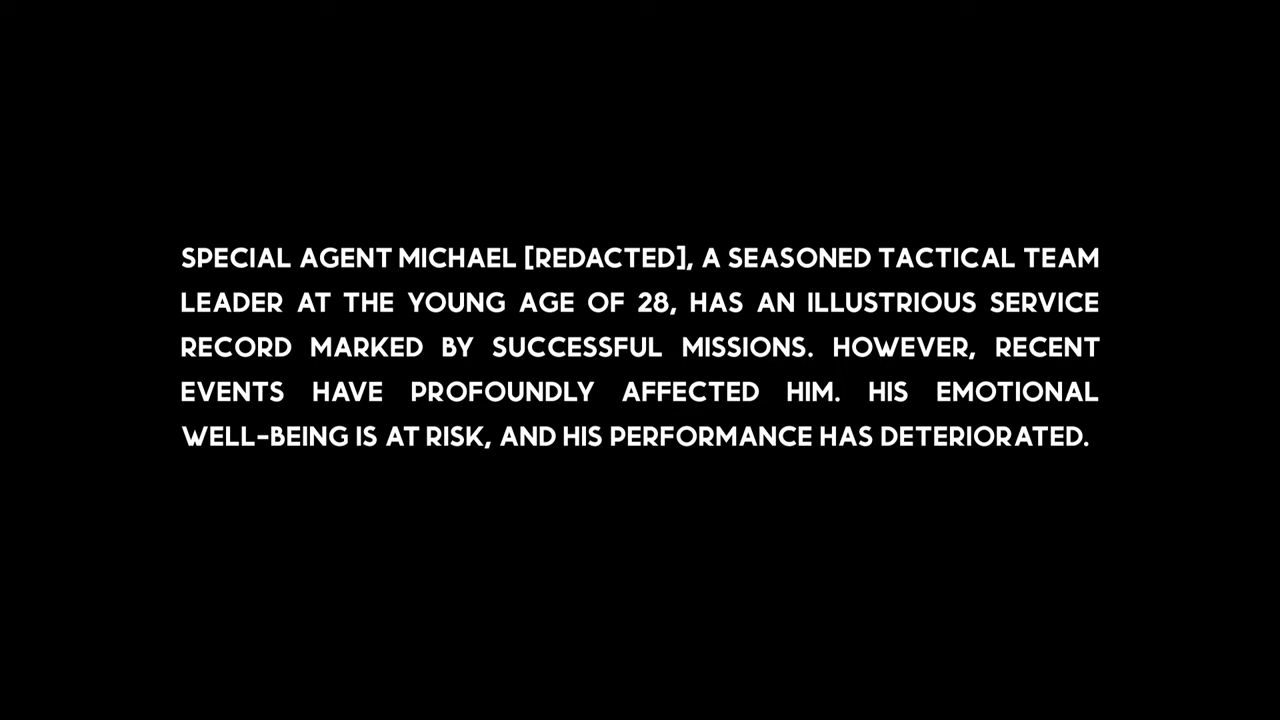 SPECIAL AGENT MICHAEL [REDACTED], A SEASONED TACTICAL TEAM
LEADER AT THE YOUNG AGE OF 28, HAS AN ILLUSTRIOUS SERVICE
RECORD MARKED BY SUCCESSFUL MISSIONS. HOWEVER, RECENT
EVENTS HAVE PROFOUNDLY AFFECTED HIM. HIS EMOTIONAL
WELL-BEING IS AT RISK, AND HIS PERFORMANCE HAS DETERIORATED.